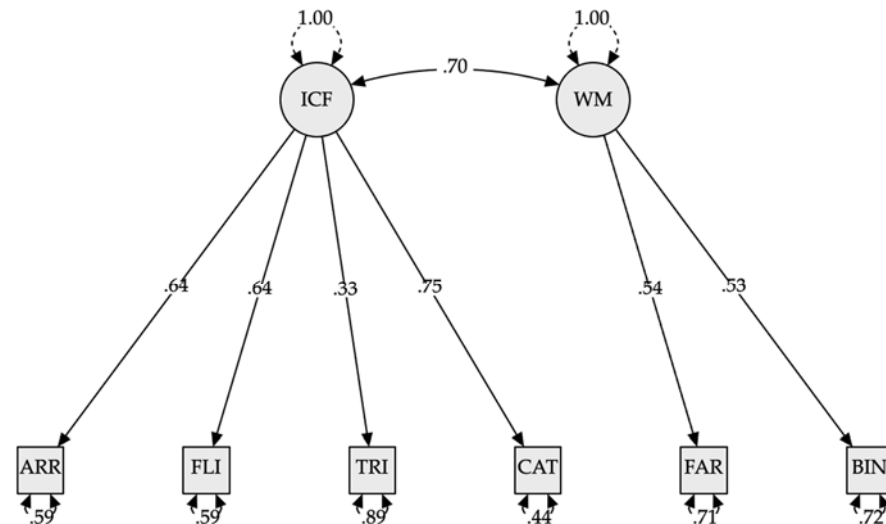 1.00 1.00
.70
ICF WM
.64 .64 .33 .75 .54 .53
ARR FLI TRI CAT FAR BIN
.59 .59 .89 .44 .71 .72